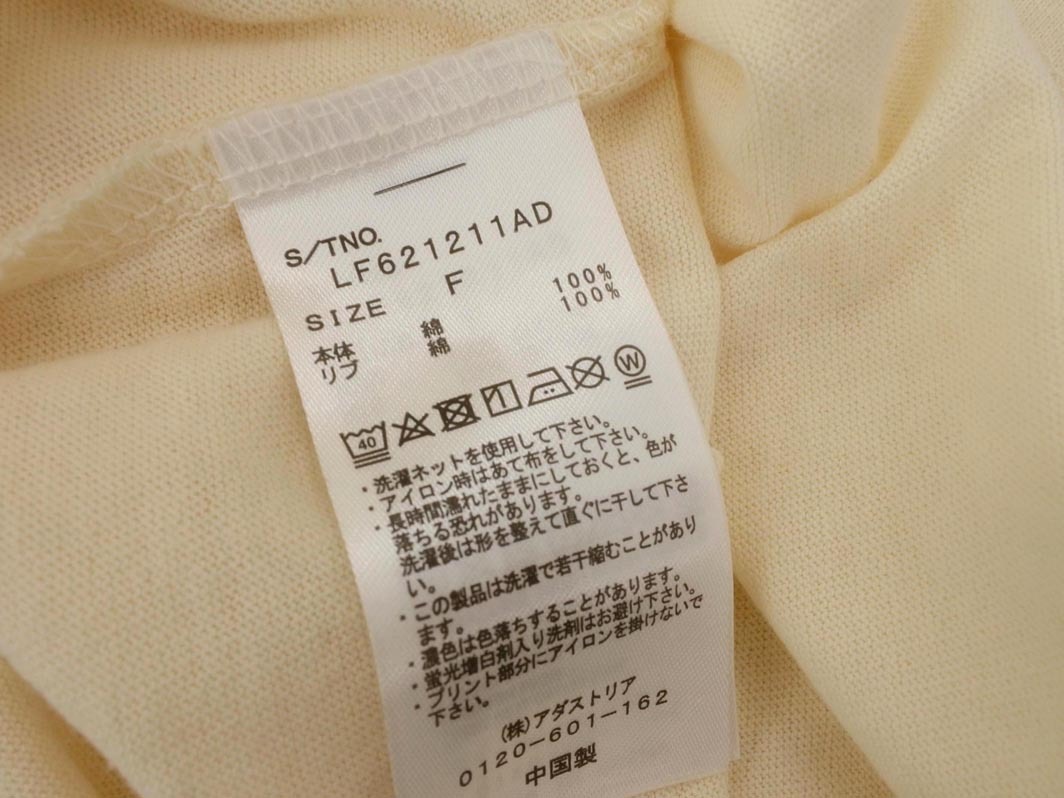 S/TNO.
LF621211AD
SIZE F
本体 綿 100%
リブ 綿 100%
40 W
・洗濯ネットを使用して下さい。
・アイロン時はあて布をして下さい。
・長時間濡れたままにしておくと、色が
落ちる恐れがあります。
洗濯後は形を整えて直ぐに干して下さ
い。
・この製品は洗濯で若干縮むことがあり
ます。
・濃色は色落ちすることがあります。
・蛍光増白剤入り洗剤はお避け下さい。
・プリント部分にアイロンを掛けないで
下さい。
(株)アダストリア
0120-601-162
中国製